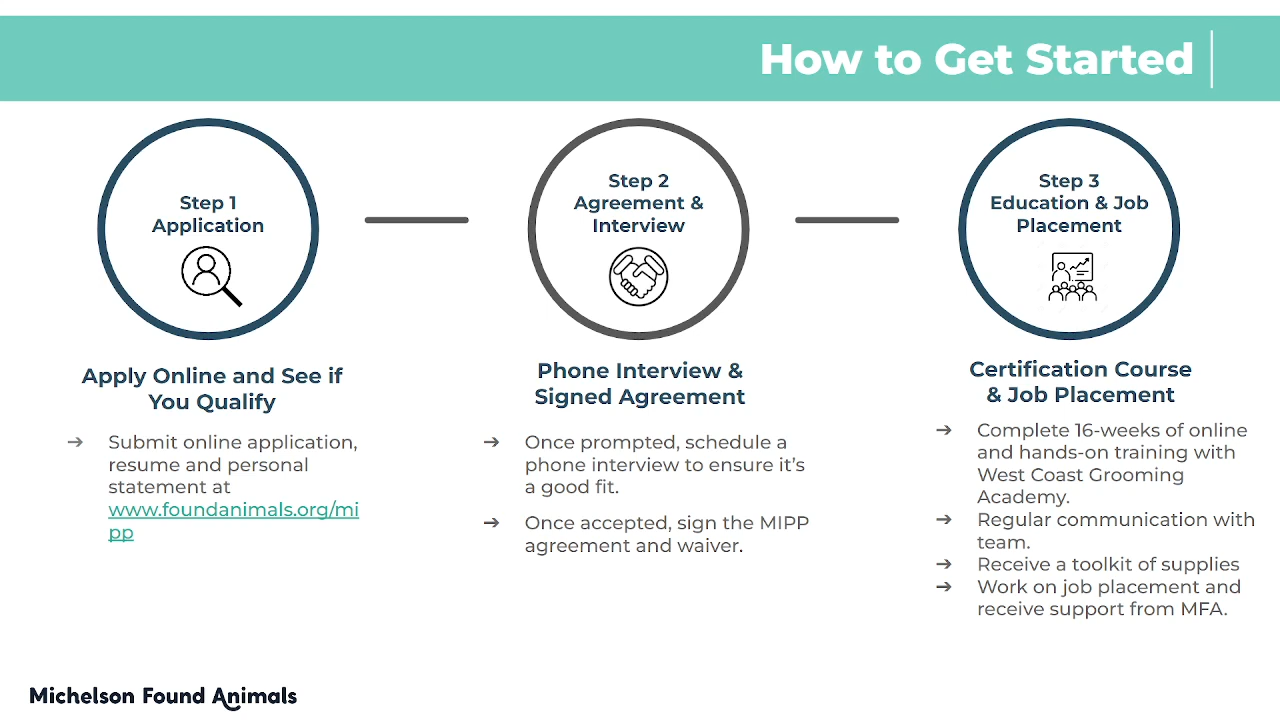 How to Get Started
Step 1
Application
Apply Online and See if
You Qualify
➔ Submit online application,
resume and personal
statement at
www.foundanimals.org/mi
pp
Step 2
Agreement &
Interview
Phone Interview &
Signed Agreement
➔ Once prompted, schedule a
phone interview to ensure it's
a good fit.
➔ Once accepted, sign the MIPP
agreement and waiver.
Step 3
Education & Job
Placement
Certification Course
& Job Placement
➔ Complete 16-weeks of online
and hands-on training with
West Coast Grooming
Academy.
➔ Regular communication with
team.
➔ Receive a toolkit of supplies
➔ Work on job placement and
receive support from MFA.
Michelson Found Animals